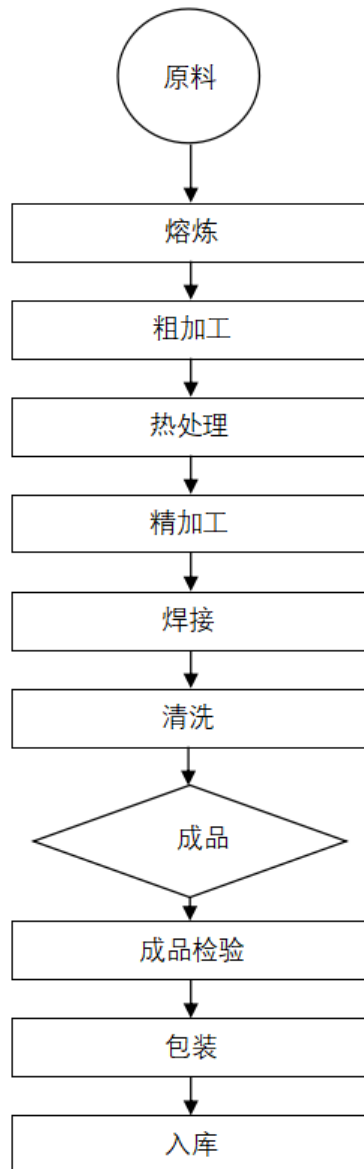 原料
熔炼
粗加工
热处理
精加工
焊接
清洗
成品
成品检验
包装
入库